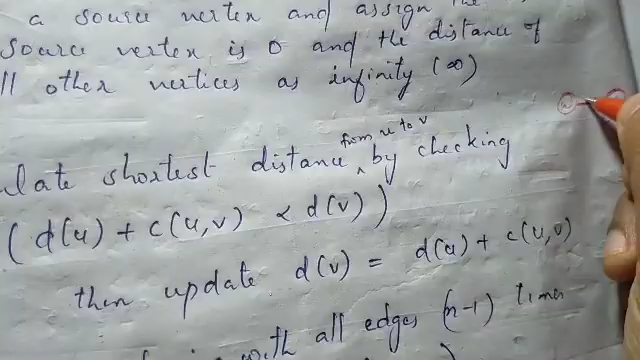 a source vertex and assign the
source vertex is 0 and the distance of
ll other vertices as infinity (∞)
from u to v
late shortest distance ^ by checking
(d(u) + c(u,v) < d(v))
then update d(v) = d(u) + c(u,v)
with all edges (n-1) times